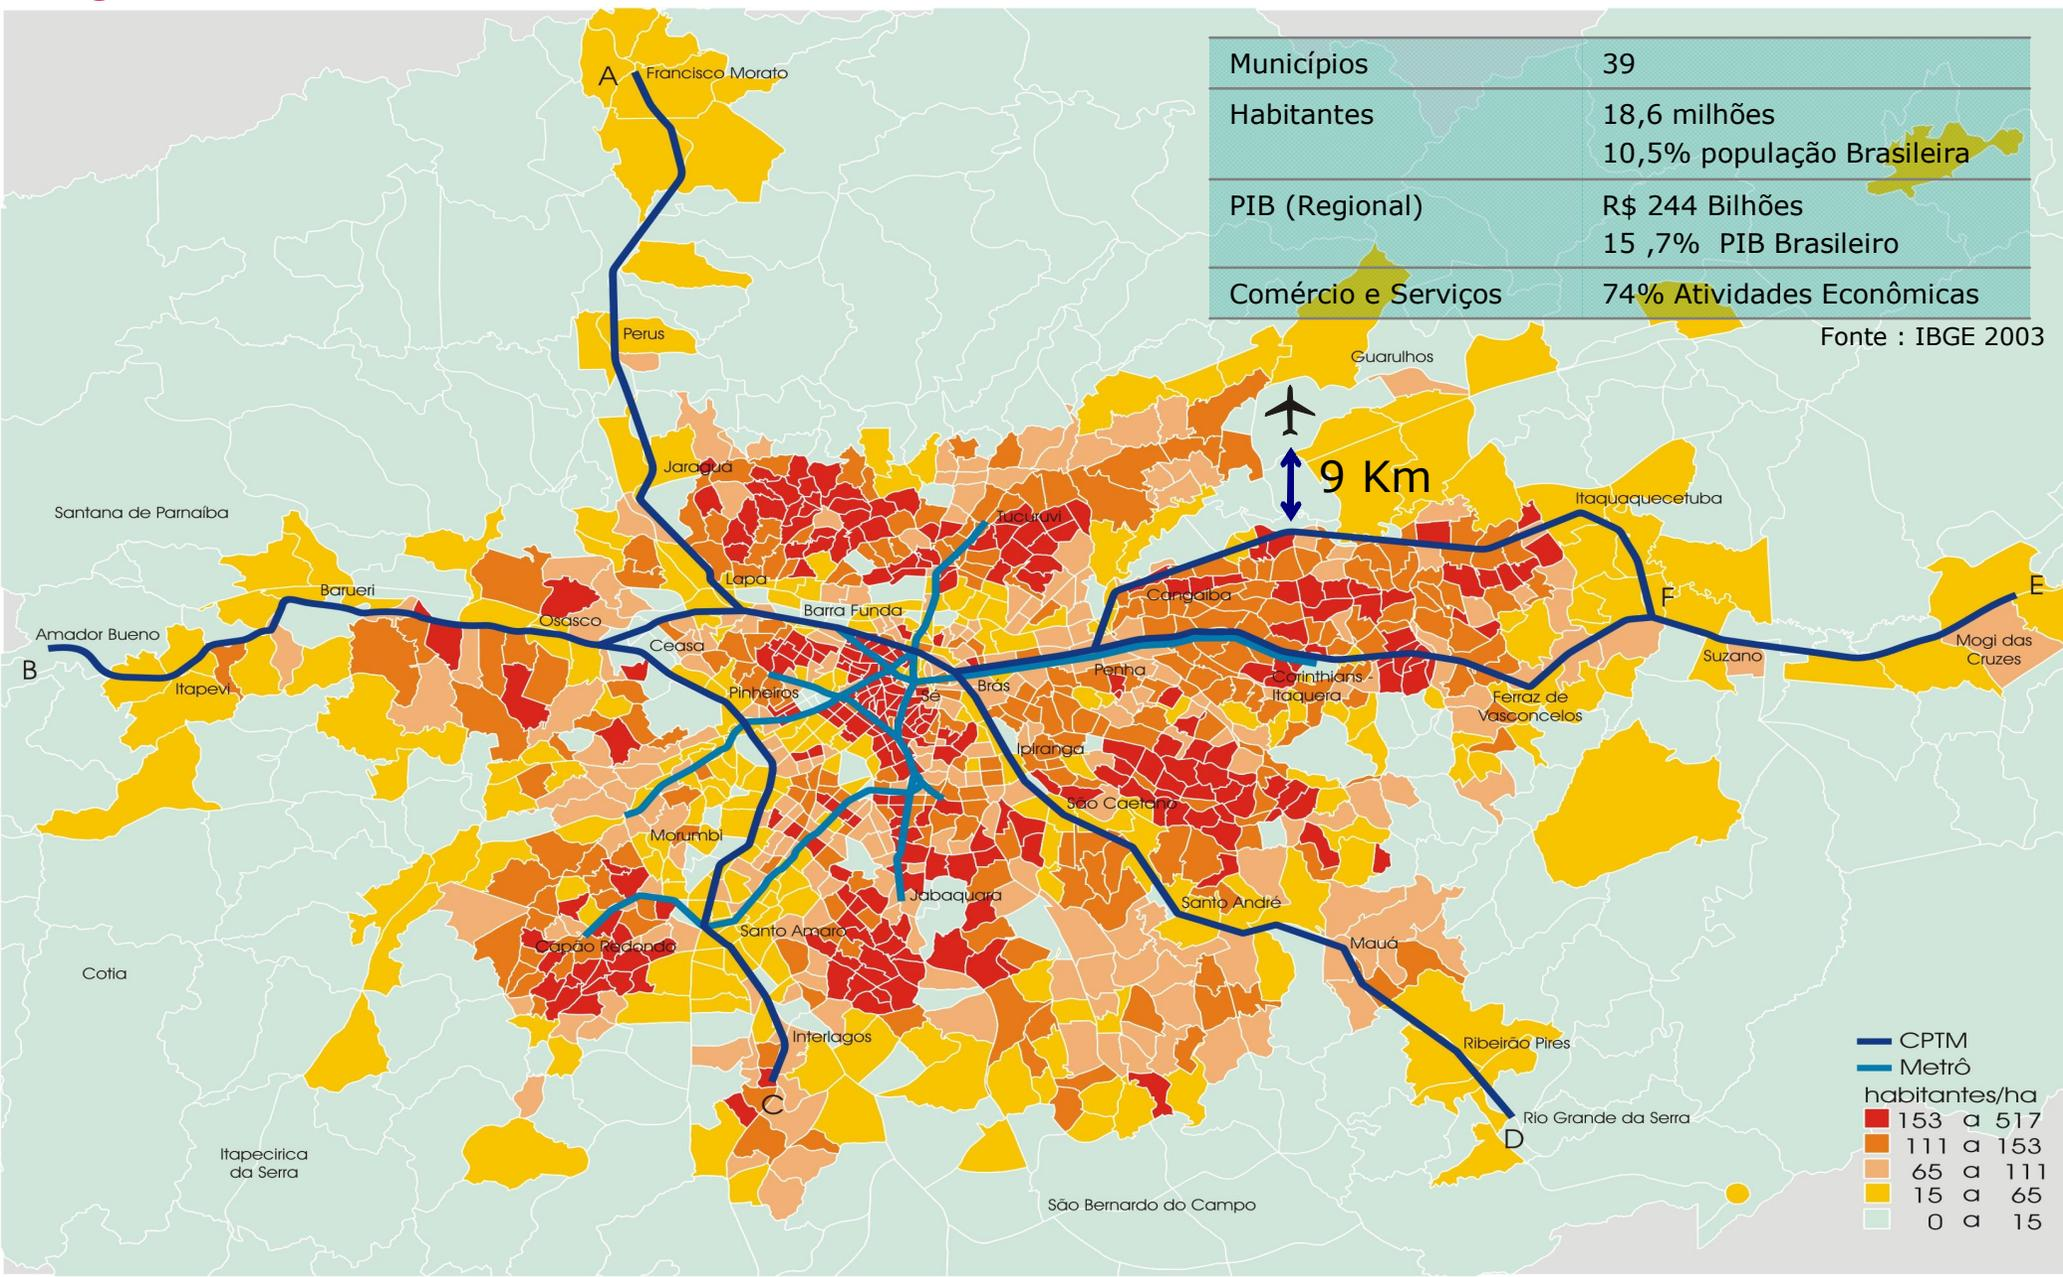 Municípios 39
Habitantes 18,6 milhões
10,5% população Brasileira
PIB (Regional) R$ 244 Bilhões
15 ,7% PIB Brasileiro
Comércio e Serviços 74% Atividades Econômicas
Fonte : IBGE 2003
A
Francisco Morato
Perus
Guarulhos
9 Km
Jaraguá
Itaquaquecetuba
Santana de Parnaíba
Tucuruvi
Lapa
Barueri
Cangaíba
F
E
Barra Funda
Osasco
Amador Bueno
B
Ceasa
Mogi das
Cruzes
Suzano
Penha
Itapevi
Pinheiros
Sé
Brás
Corinthians -
Itaquera
Ferraz de
Vasconcelos
Ipiranga
São Caetano
Morumbi
Jabaquara
Santo André
Santo Amaro
Capão Redondo
Mauá
Cotia
Interlagos
Ribeirão Pires
C
Rio Grande da Serra
D
Itapecirica
da Serra
São Bernardo do Campo
CPTM
Metrô
habitantes/ha
153 a 517
111 a 153
65 a 111
15 a 65
0 a 15